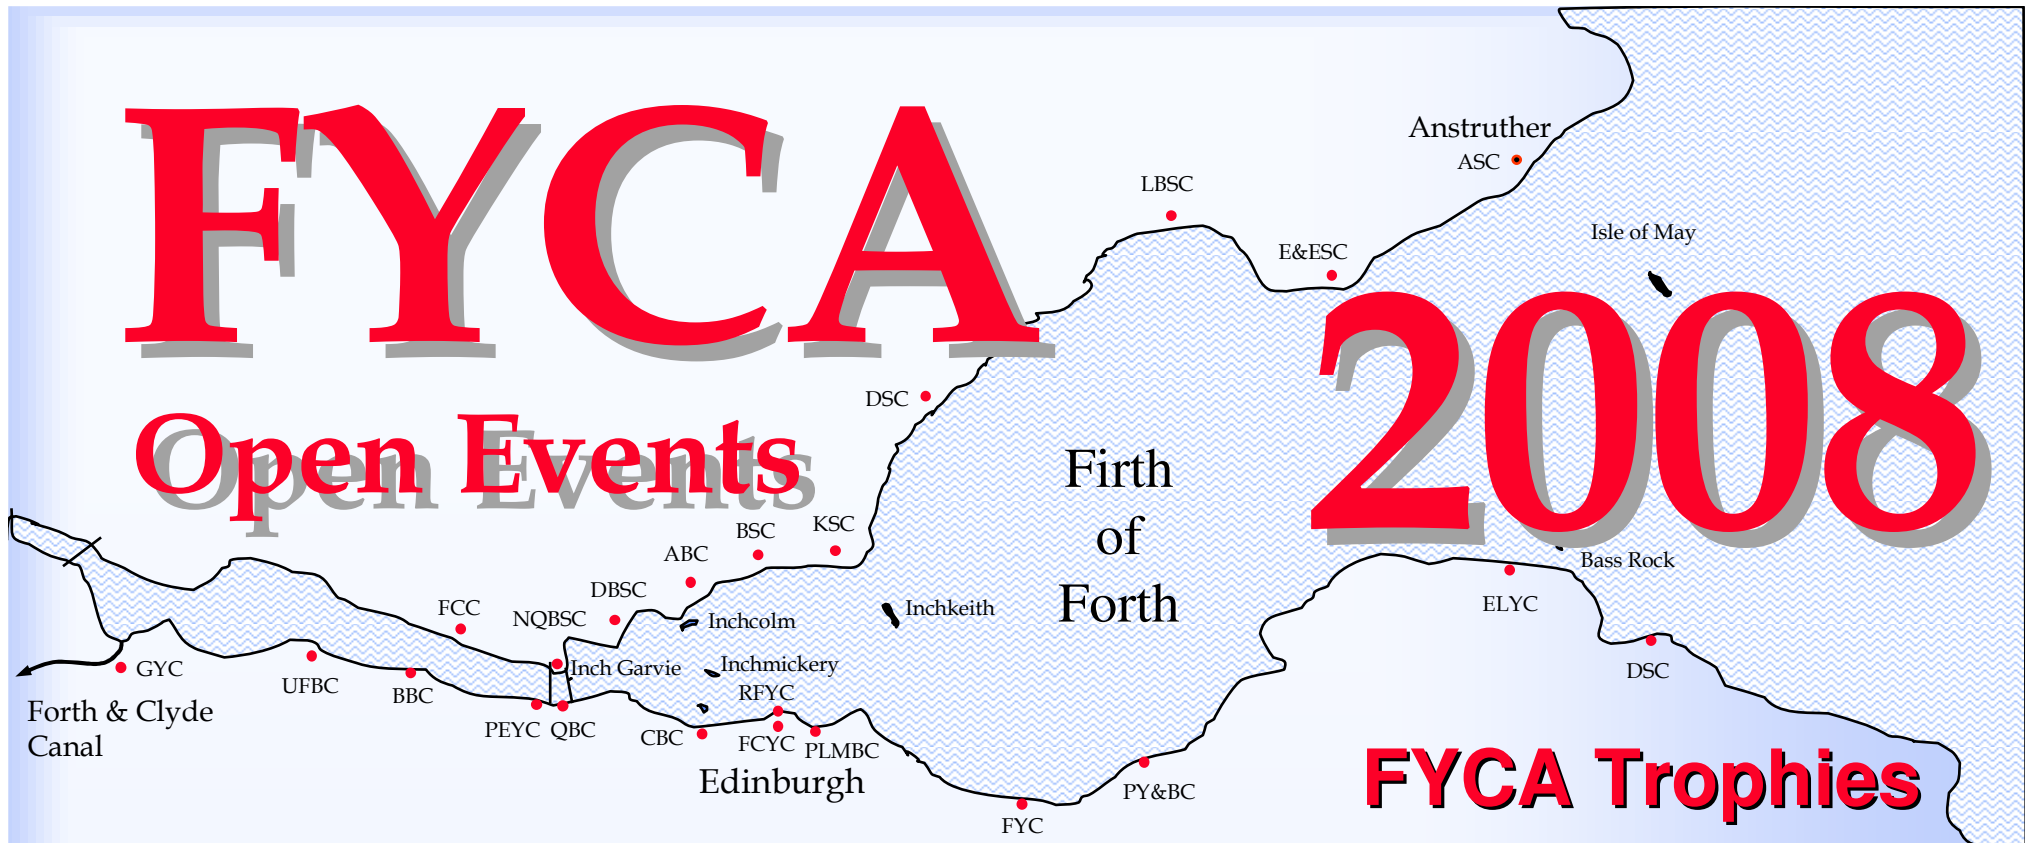 FYCA
Anstruther
ASC
LBSC
Isle of May
E&ESC
2008
DSC
Open Events
Firth
of
Forth
KSC
BSC
ABC
Bass Rock
DBSC
ELYC
FCC
NQBSC
Inchcolm
Inchkeith
GYC
UFBC
BBC
Inch Garvie
Inchmickery
RFYC
DSC
Forth & Clyde
Canal
PEYC
QBC
CBC
FCYC
PLMBC
Edinburgh
PY&BC
FYCA Trophies
FYC